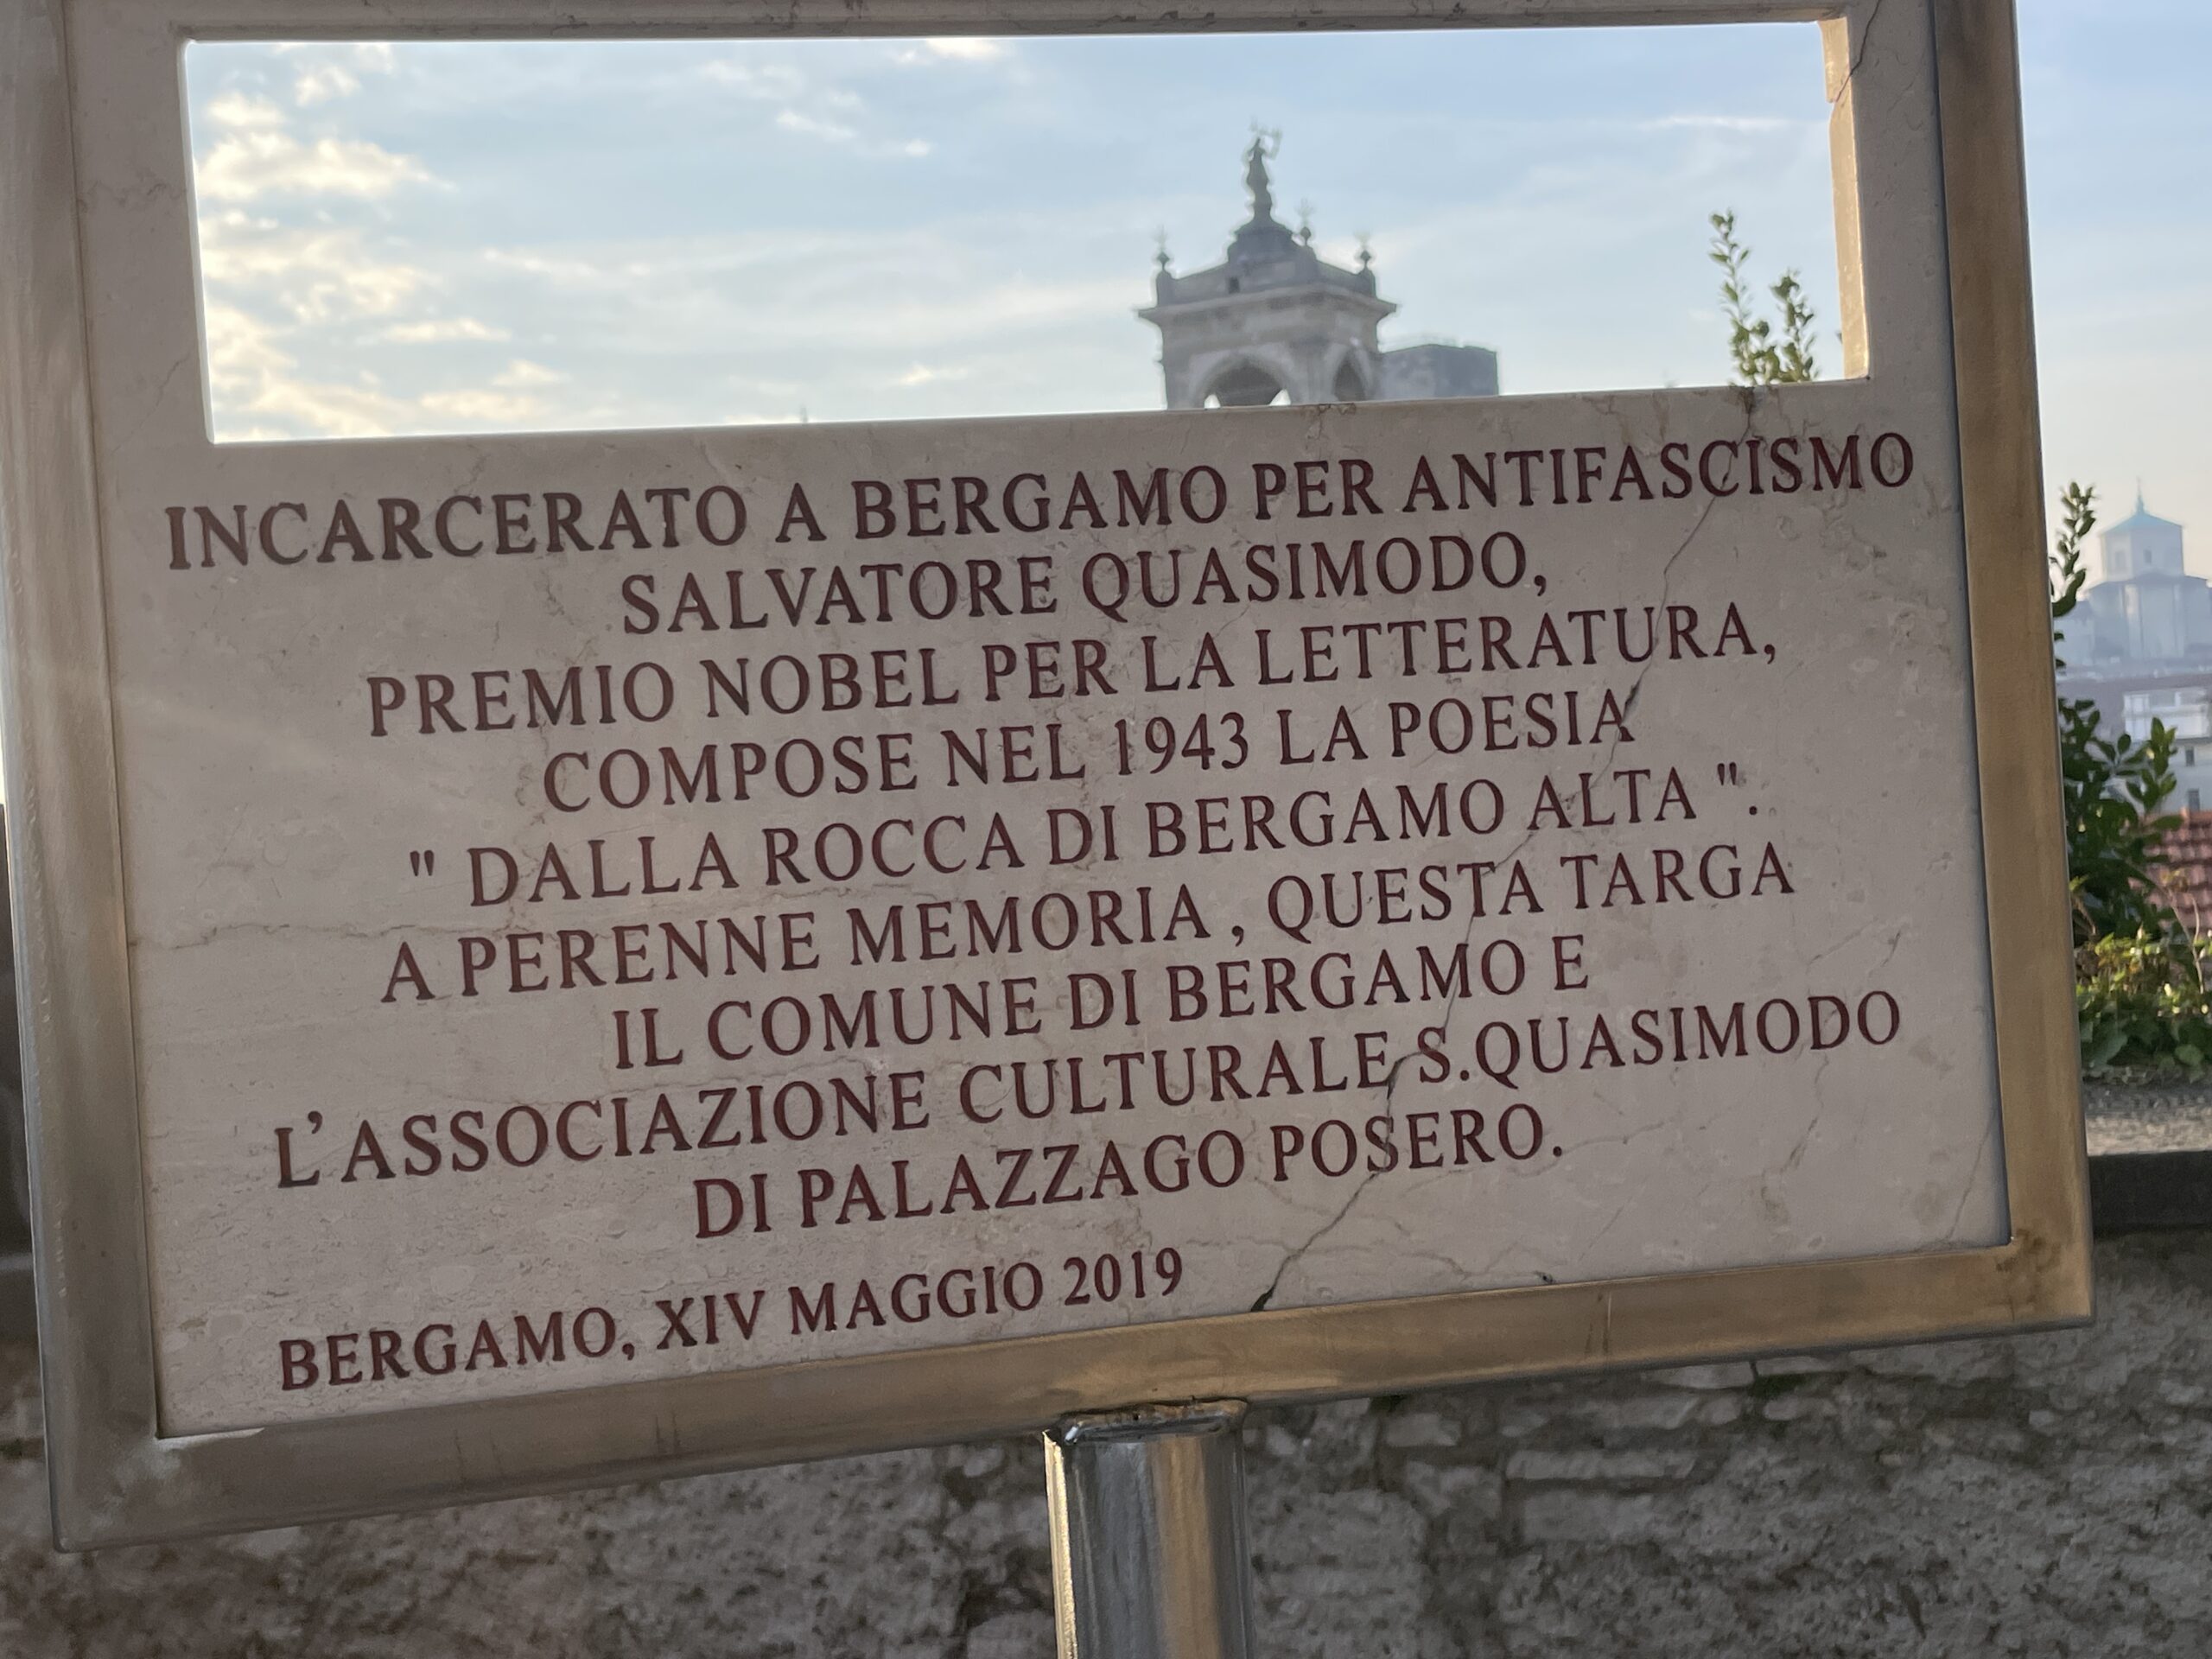 INCARCERATO A BERGAMO PER ANTIFASCISMO
SALVATORE QUASIMODO,
PREMIO NOBEL PER LA LETTERATURA,
COMPOSE NEL 1943 LA POESIA
" DALLA ROCCA DI BERGAMO ALTA ".
A PERENNE MEMORIA , QUESTA TARGA
IL COMUNE DI BERGAMO E
L'ASSOCIAZIONE CULTURALE S.QUASIMODO
DI PALAZZAGO POSERO.
BERGAMO, XIV MAGGIO 2019